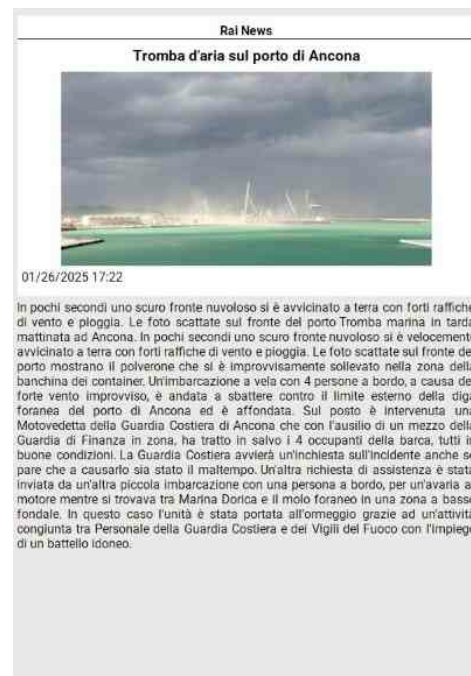 Rai News
Tromba d'aria sul porto di Ancona
01/26/2025 17:22
In pochi secondi uno scuro fronte nuvoloso si è avvicinato a terra con forti raffiche
di vento e pioggia. Le foto scattate sul fronte del porto Tromba marina in tarda
mattinata ad Ancona. In pochi secondi uno scuro fronte nuvoloso si è velocement
avvicinato a terra con forti raffiche di vento e pioggia. Le foto scattate sul fronte de
porto mostrano il polverone che si è improvvisamente sollevato nella zona della
banchina dei container. Un'imbarcazione a vela con 4 persone a bordo, a causa de
forte vento improvviso, è andata a sbattere contro il limite esterno della diga
foranea del porto di Ancona ed è affondata. Sul posto è intervenuta una
Motovedetta della Guardia Costiera di Ancona che con l'ausilio di un mezzo della
Guardia di Finanza in zona, ha tratto in salvo i 4 occupanti della barca, tutti i
buone condizioni. La Guardia Costiera avvierà un'inchiesta sull'incidente anche s
pare che a causarlo sia stato il maltempo. Un'altra richiesta di assistenza è stata
inviata da un'altra piccola imbarcazione con una persona a bordo, per un'avaria a
motore mentre si trovava tra Marina Dorica e il molo foraneo in una zona a basso
fondale. In questo caso l'unità è stata portata all'ormeggio grazie ad un'attività
congiunta tra Personale della Guardia Costiera e dei Vigili del Fuoco con l'impiego
di un battello idoneo.